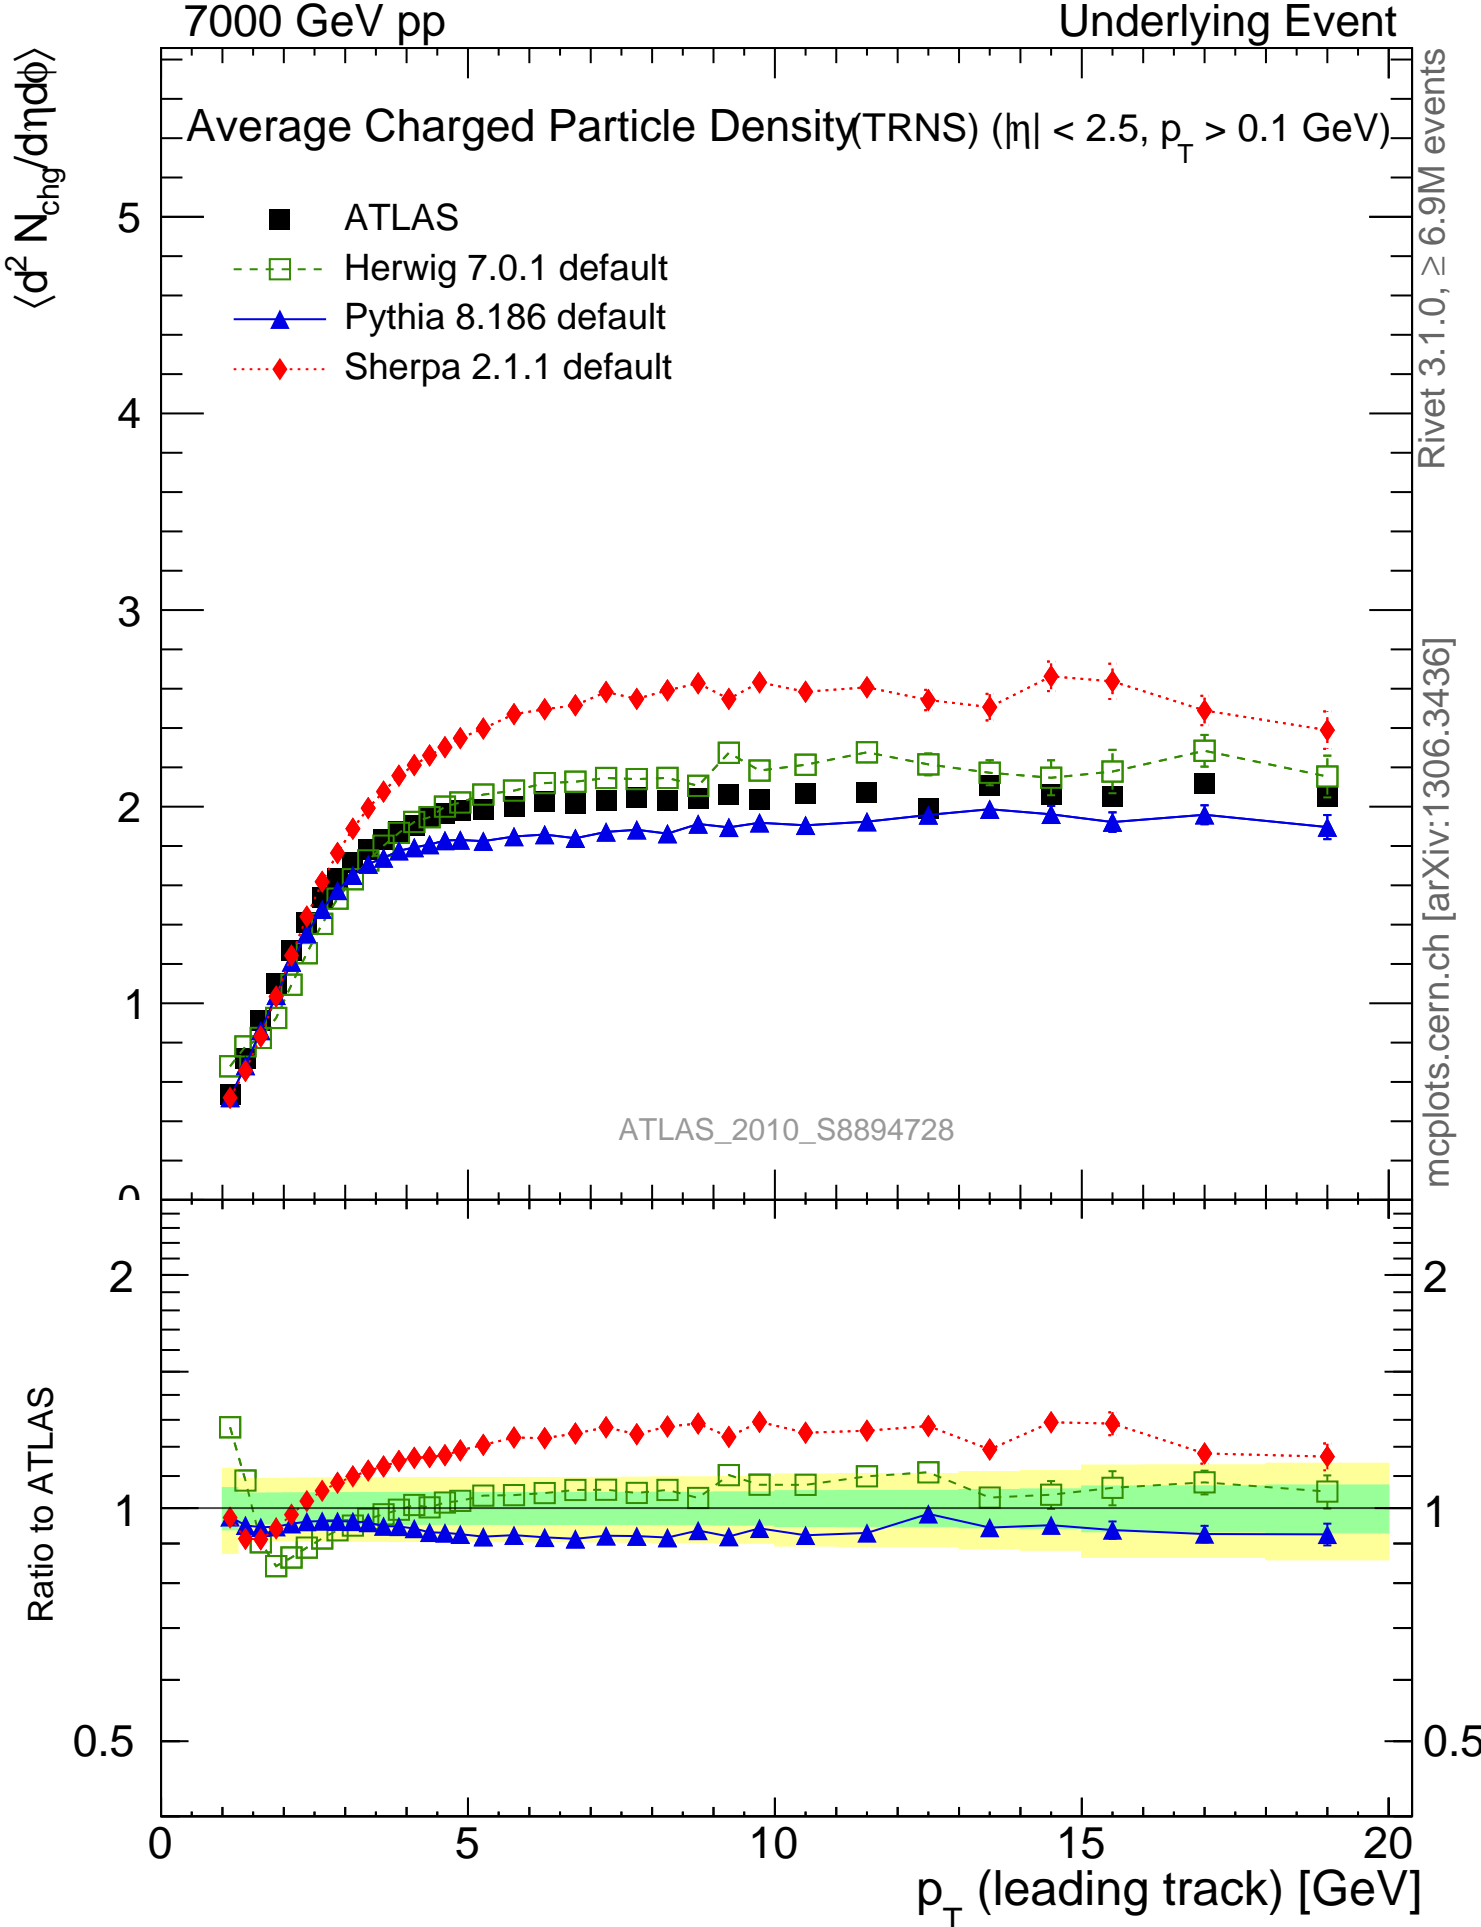 7000 GeV pp
Underlying Event
⟨d² N_chg/dηdϕ⟩
Average Charged Particle Density (TRNS) (|η| < 2.5, p_T > 0.1 GeV)
ATLAS
Herwig 7.0.1 default
Pythia 8.186 default
Sherpa 2.1.1 default
5
4
3
2
1
0
ATLAS_2010_S8894728
Rivet 3.1.0, ≥ 6.9M events
mcplots.cern.ch [arXiv:1306.3436]
Ratio to ATLAS
2
1
0.5
2
1
0.5
0 5 10 15 20
p_T (leading track) [GeV]